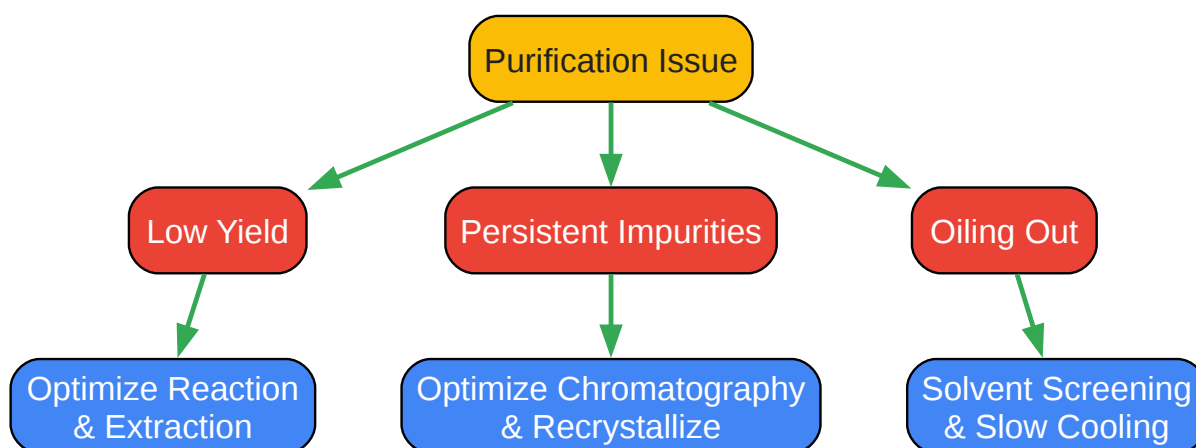 Purification Issue
Low Yield
Persistent Impurities
Oiling Out
Optimize Reaction
& Extraction
Optimize Chromatography
& Recrystallize
Solvent Screening
& Slow Cooling